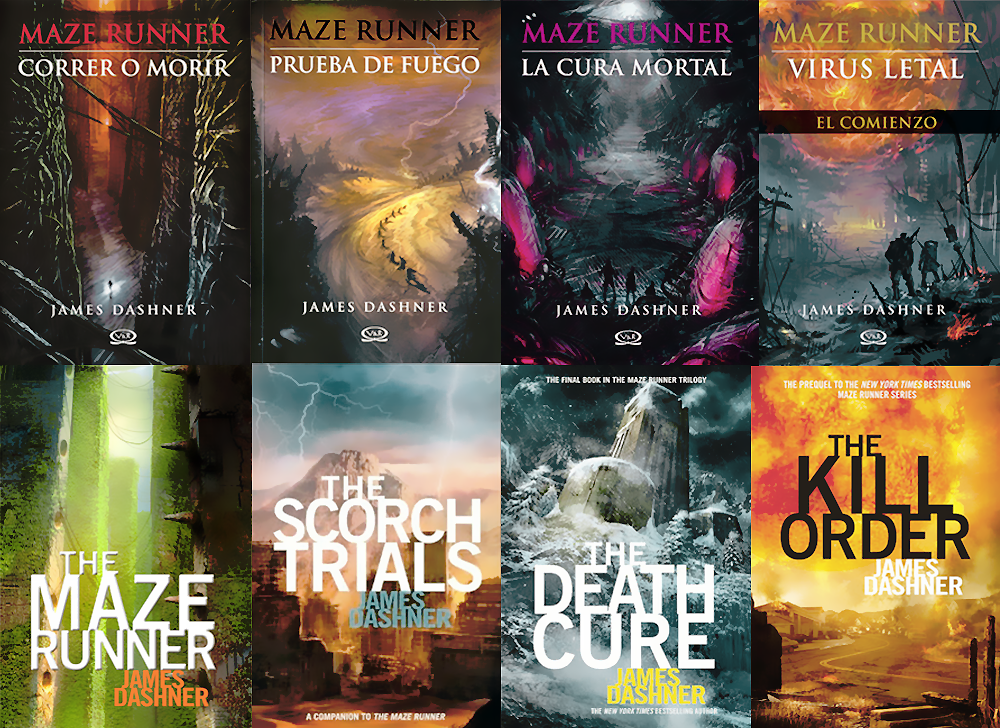 MAZE RUNNER
CORRER O MORIR
JAMES DASHNER
V&R
MAZE RUNNER
PRUEBA DE FUEGO
JAMES DASHNER
V&R
MAZE RUNNER
LA CURA MORTAL
JAMES DASHNER
V&R
MAZE RUNNER
VIRUS LETAL
EL COMIENZO
JAMES DASHNER
V&R
THE
MAZE
RUNNER
JAMES
DASHNER
THE
SCORCH
TRIALS
JAMES
DASHNER
A COMPANION TO THE MAZE RUNNER
THE FINAL BOOK IN THE MAZE RUNNER TRILOGY
THE
DEATH
CURE
JAMES
DASHNER
THE NEW YORK TIMES BESTSELLING AUTHOR
THE PREQUEL TO THE NEW YORK TIMES BESTSELLING
MAZE RUNNER SERIES
THE
KILL
ORDER
JAMES
DASHNER